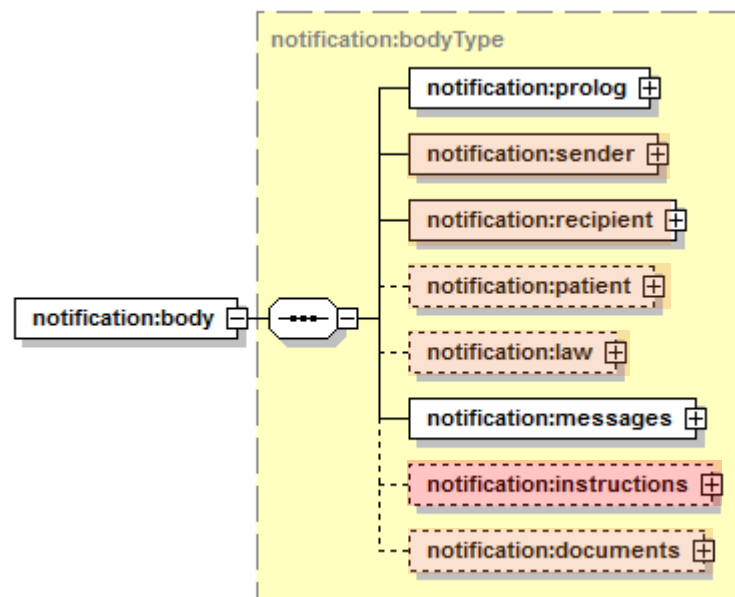 notification:bodyType
notification:prolog
notification:sender
notification:recipient
notification:patient
notification:body
notification:law
notification:messages
notification:instructions
notification:documents